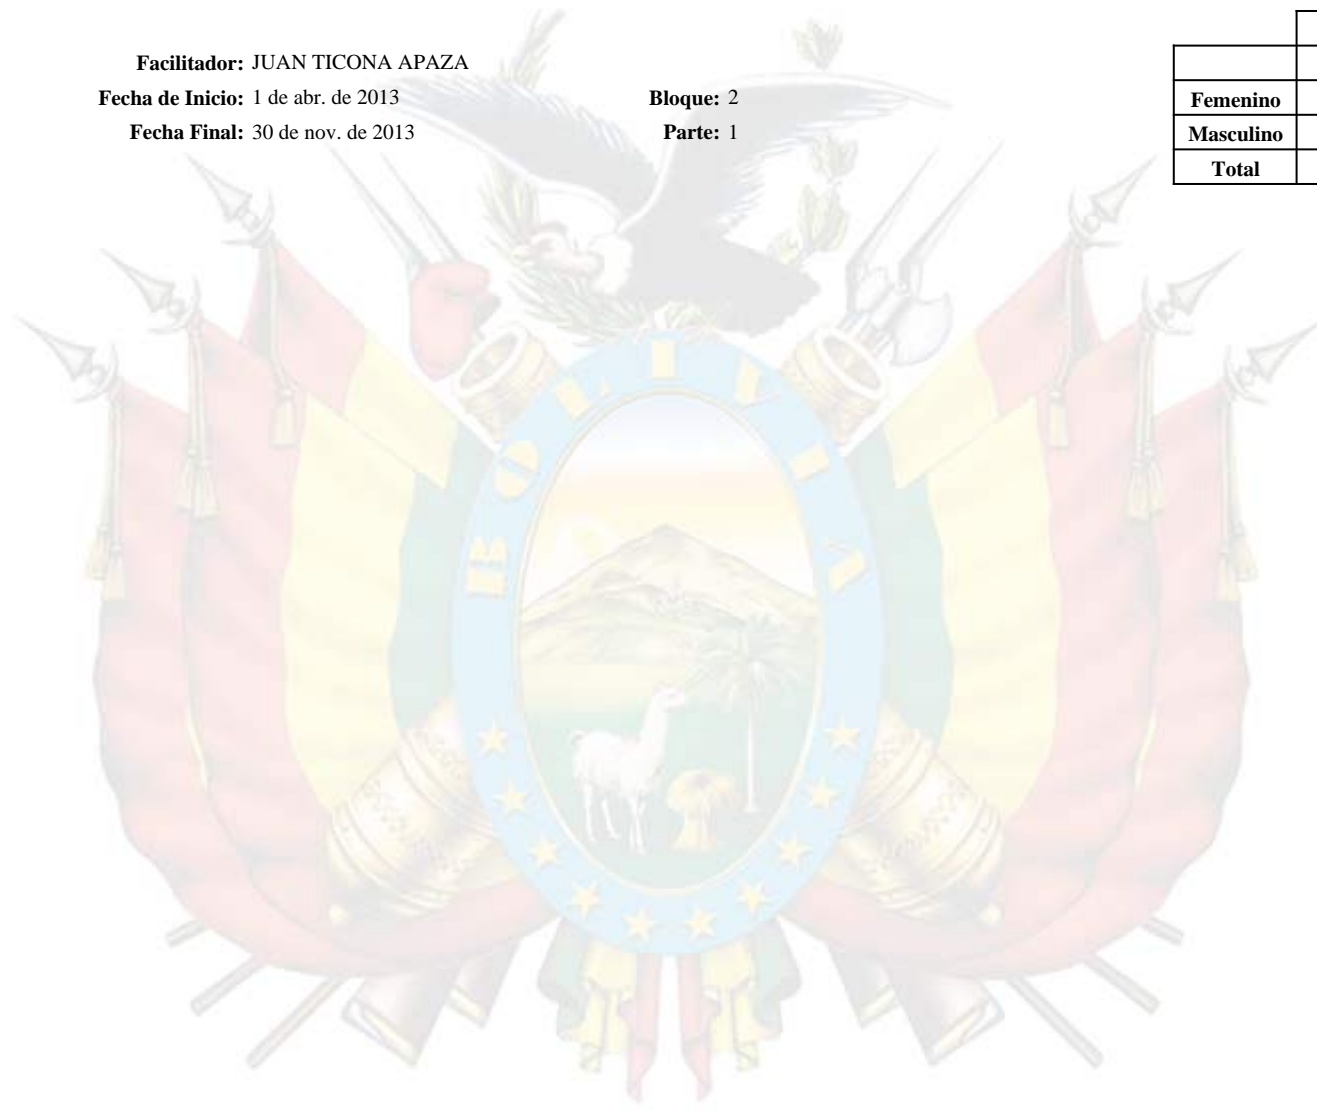 Facilitador: JUAN TICONA APAZA
Fecha de Inicio: 1 de abr. de 2013
Bloque: 2
Fecha Final: 30 de nov. de 2013
Parte: 1
Femenino
Masculino
Total
BOLIVIA